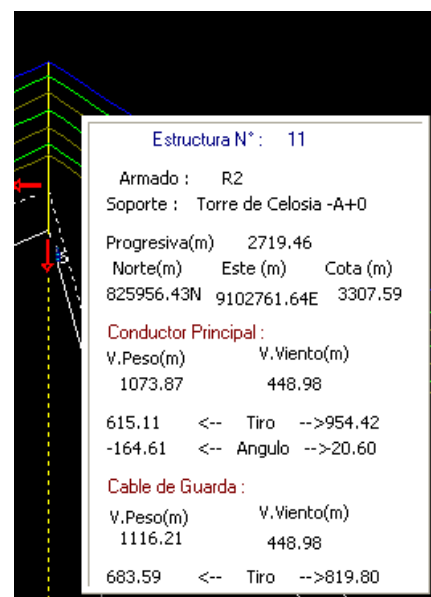 Estructura N° : 11
Armado : R2
Soporte : Torre de Celosia -A+0
Progresiva(m) 2719.46
Norte(m) Este (m) Cota (m)
825956.43N 9102761.64E 3307.59
Conductor Principal :
V.Peso(m) V.Viento(m)
1073.87 448.98
615.11 <-- Tiro -->954.42
-164.61 <-- Angulo -->20.60
Cable de Guarda :
V.Peso(m) V.Viento(m)
1116.21 448.98
683.59 <-- Tiro -->819.80